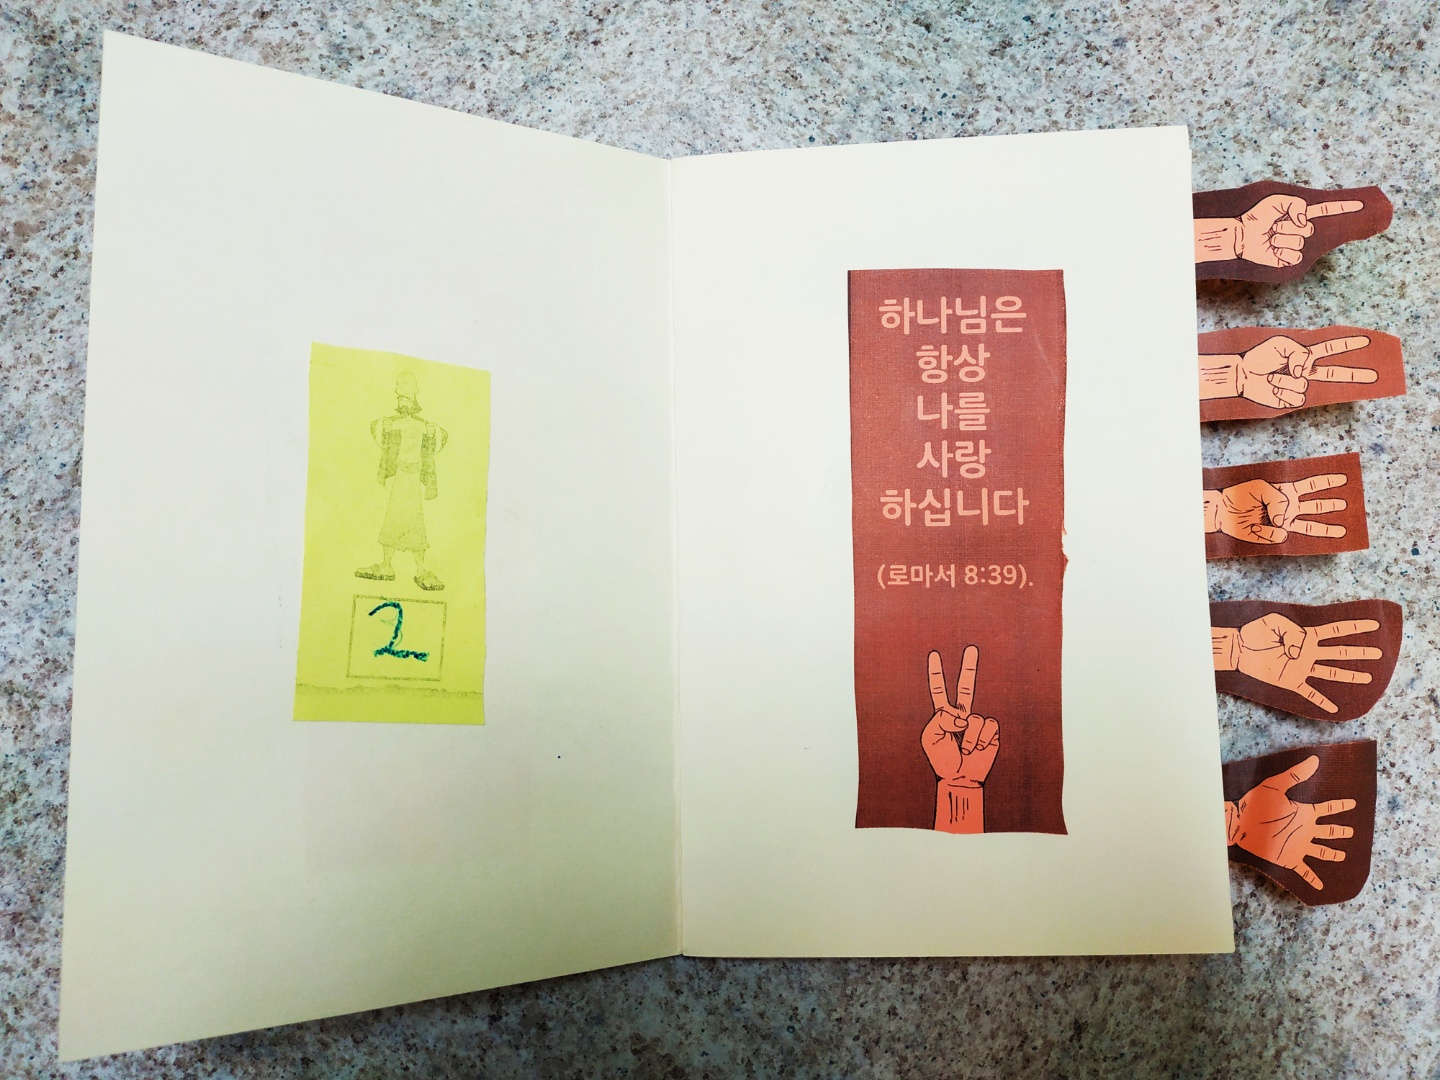 2
하나님은
항상
나를
사랑
하십니다
(로마서 8:39).